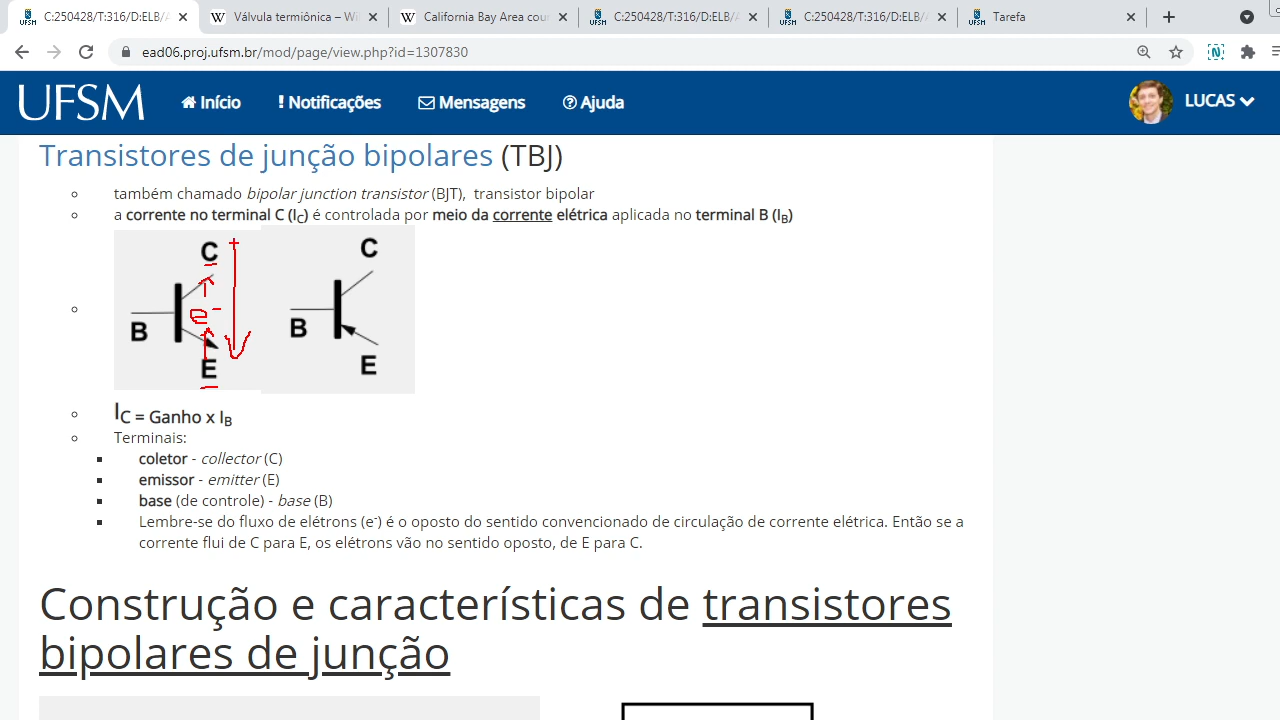 C:250428/T:316/D:ELB/
Válvula termiônica – Wi
California Bay Area cou
C:250428/T:316/D:ELB/
C:250428/T:316/D:ELB//
Tarefa
ead06.proj.ufsm.br/mod/page/view.php?id=1307830
UFSM Início ! Notificações Mensagens Ajuda LUCAS
Transistores de junção bipolares (TBJ)
também chamado bipolar junction transistor (BJT), transistor bipolar
a corrente no terminal C (IC) é controlada por meio da corrente elétrica aplicada no terminal B (IB)
C + C
e-
B B
E E
IC = Ganho x IB
Terminais:
coletor - collector (C)
emissor - emitter (E)
base (de controle) - base (B)
Lembre-se do fluxo de elétrons (e-) é o oposto do sentido convencionado de circulação de corrente elétrica. Então se a
corrente flui de C para E, os elétrons vão no sentido oposto, de E para C.
Construção e características de transistores
bipolares de junção